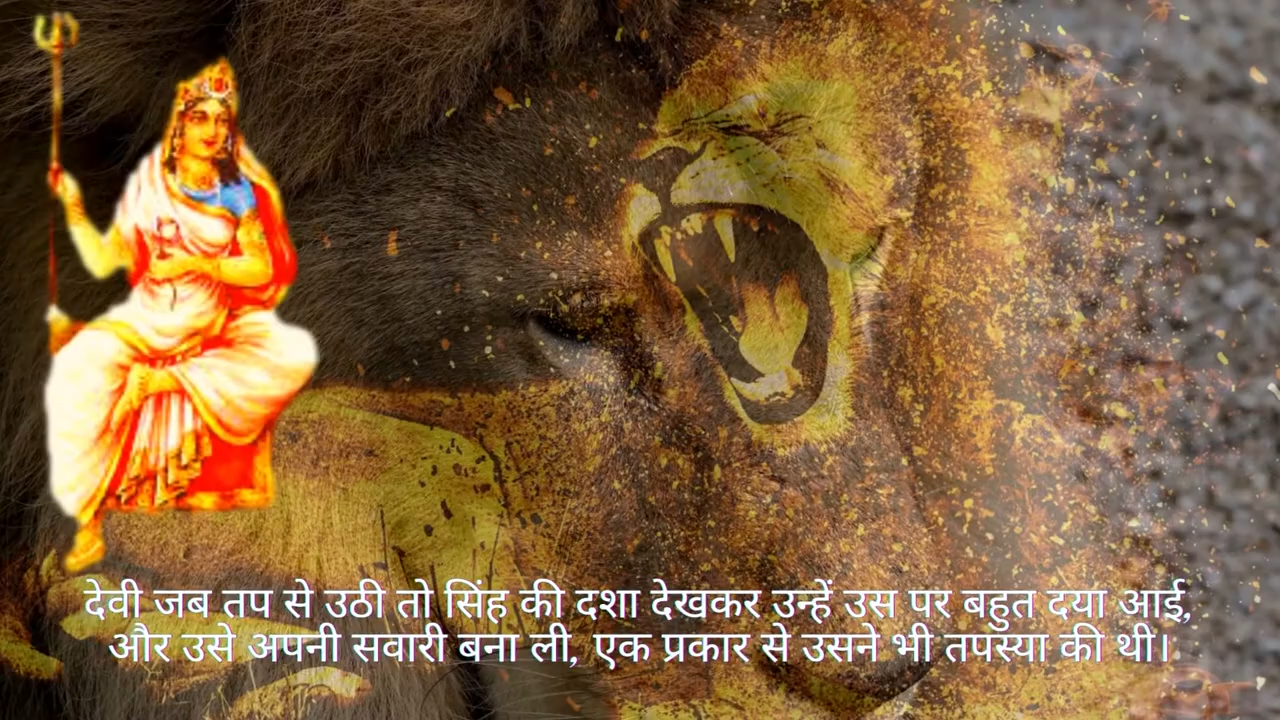 देवी जब तप से उठी तो सिंह की दशा देखकर उन्हें उस पर बहुत दया आई,
और उसे अपनी सवारी बना ली, एक प्रकार से उसने भी तपस्या की थी।